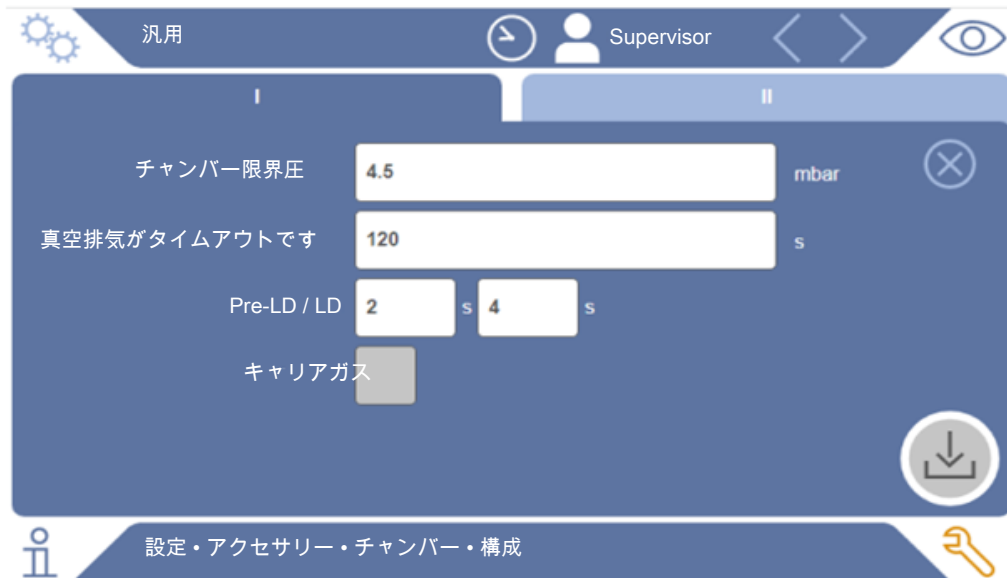 汎用
Supervisor
I
II
チャンバー限界圧 4.5 mbar
真空排気がタイムアウトです 120 s
Pre-LD / LD 2 s 4 s
キャリアガス
設定・アクセサリー・チャンバー・構成